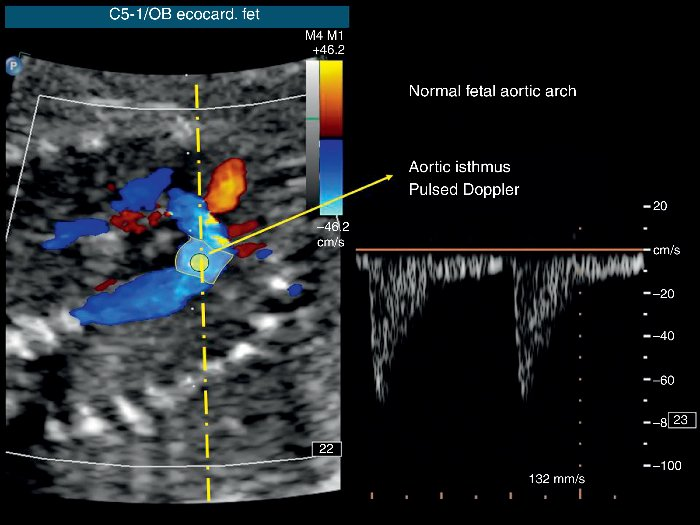 C5-1/OB ecocard. fet
P
M4 M1
+46.2
−46.2
cm/s
22
Normal fetal aortic arch
Aortic isthmus
Pulsed Doppler
20
cm/s
−20
−40
−60
−8
23
−100
132 mm/s